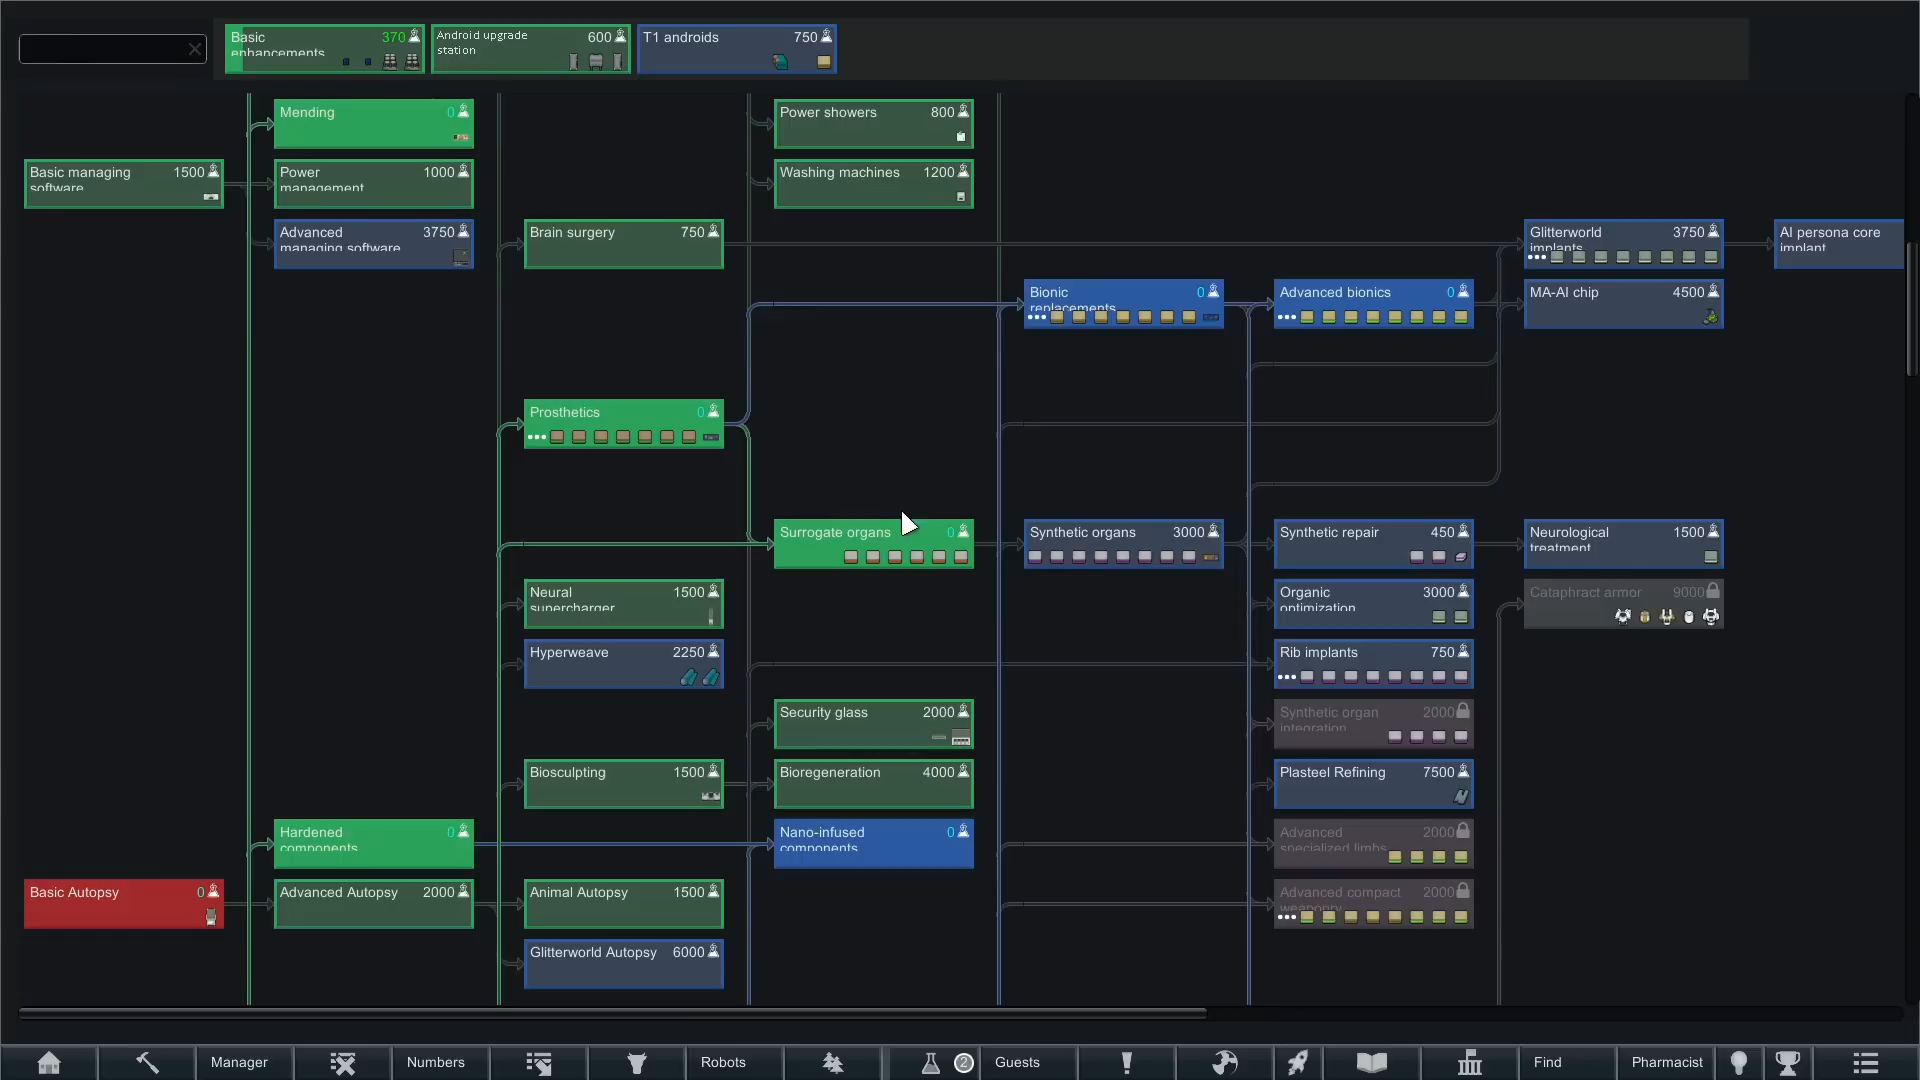 Basic 370
enhancements
Android upgrade 600
station
T1 androids 750
Mending 0
Power showers 800
Basic managing 1500
software
Power 1000
management
Washing machines 1200
Advanced 3750
managing software
Brain surgery 750
Glitterworld 3750
implants
AI persona core
implant
Bionic 0
replacements
Advanced bionics 0
MA-AI chip 4500
Prosthetics 0
Surrogate organs 0
Synthetic organs 3000
Synthetic repair 450
Neurological 1500
treatment
Neural 1500
supercharger
Organic 3000
optimization
Cataphract armor 9000
Hyperweave 2250
Rib implants 750
Security glass 2000
Synthetic organ 2000
integration
Biosculpting 1500
Bioregeneration 4000
Plasteel Refining 7500
Hardened 0
components
Nano-infused 0
components
Advanced 2000
specialized limbs
Basic Autopsy 0
Advanced Autopsy 2000
Animal Autopsy 1500
Advanced compact 2000
weaponry
Glitterworld Autopsy 6000
Manager
Numbers
Robots
2
Guests
Find
Pharmacist